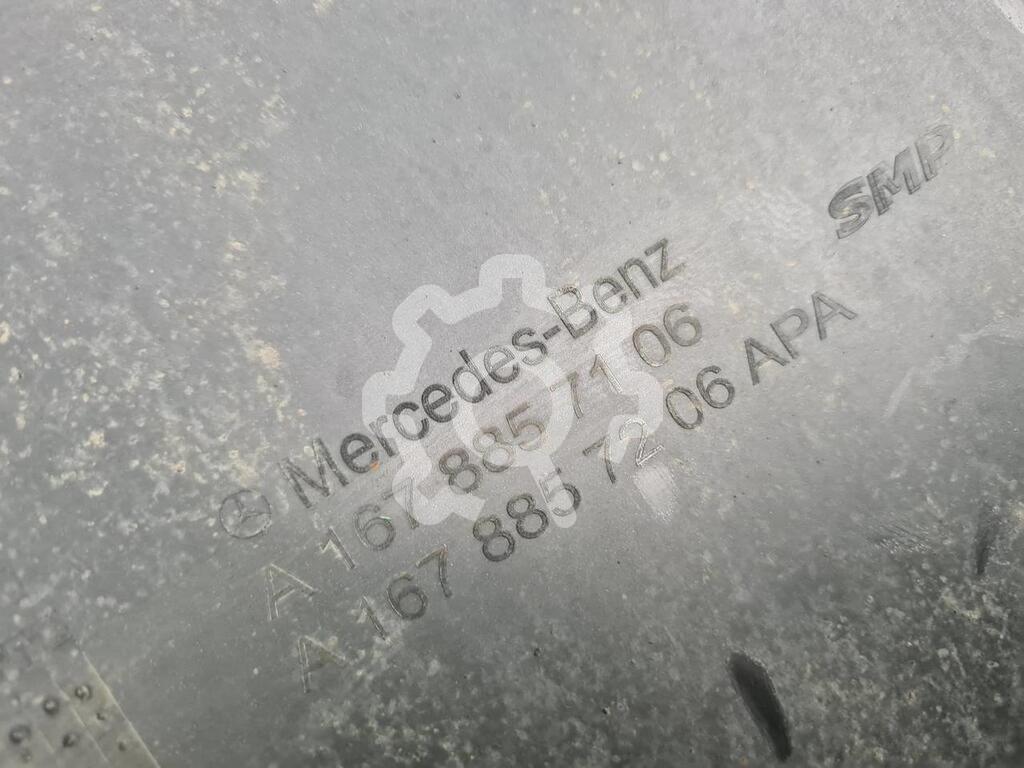 SMP
Mercedes-Benz
A 167 885 71 06
A 167 885 72 06 APA